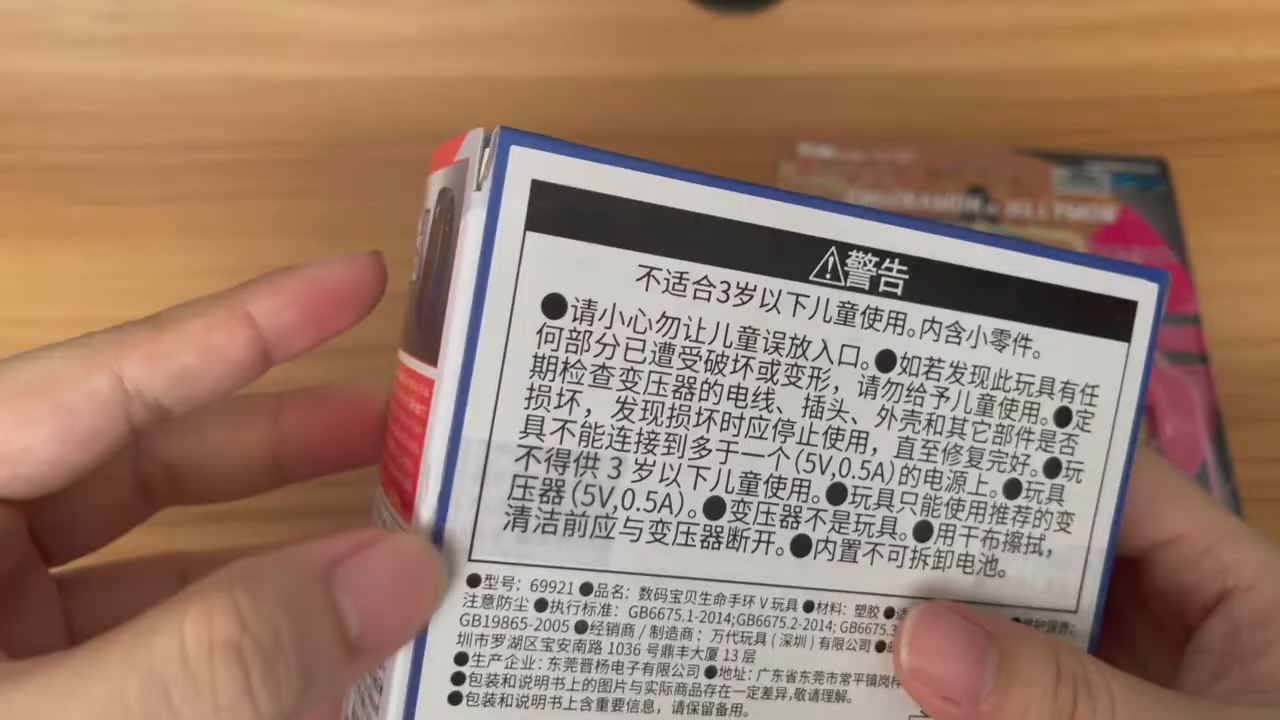 警告
不适合3岁以下儿童使用。内含小零件。
●请小心勿让儿童误放入口。●如若发现此玩具有任
何部分已遭受破坏或变形，请勿给予儿童使用。●定
期检查变压器的电线、插头、外壳和其它部件是否
损坏，发现损坏时应停止使用，直至修复完好。●玩
具不能连接到多于一个(5V,0.5A)的电源上。●玩具
不得供 3 岁以下儿童使用。●玩具只能使用推荐的变
压器(5V,0.5A)。●变压器不是玩具。●用干布擦拭，
清洁前应与变压器断开。●内置不可拆卸电池。
●型号：69921 ●品名：数码宝贝生命手环 V 玩具 ●材料：塑胶
注意防尘 ●执行标准：GB6675.1-2014;GB6675.2-2014; GB6675.3
GB19865-2005 ●经销商 / 制造商：万代玩具 ( 深圳 ) 有限公司
圳市罗湖区宝安南路 1036 号鼎丰大厦 13 层
●生产企业：东莞晋杨电子有限公司 ●地址：广东省东莞市常平镇岗梓
●包装和说明书上的图片与实际商品存在一定差异,敬请理解。
●包装和说明书上含重要信息，请保留备用。